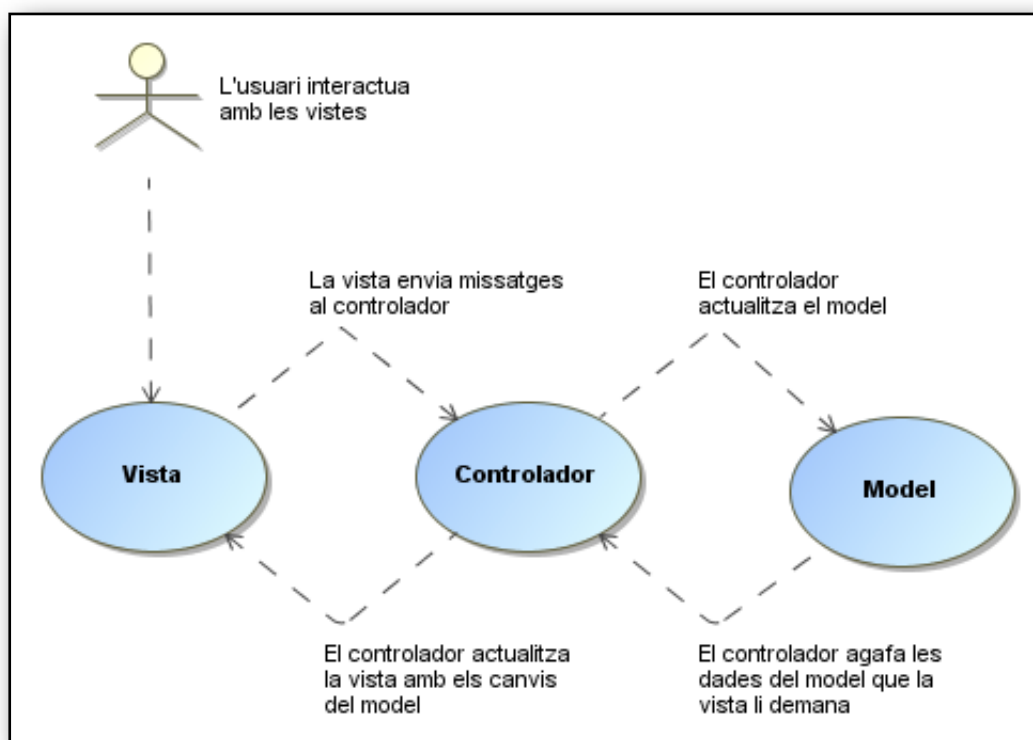 L'usuari interactua
amb les vistes
La vista envia missatges
al controlador
El controlador
actualitza el model
Vista
Controlador
Model
El controlador actualitza
la vista amb els canvis
del model
El controlador agafa les
dades del model que la
vista li demana